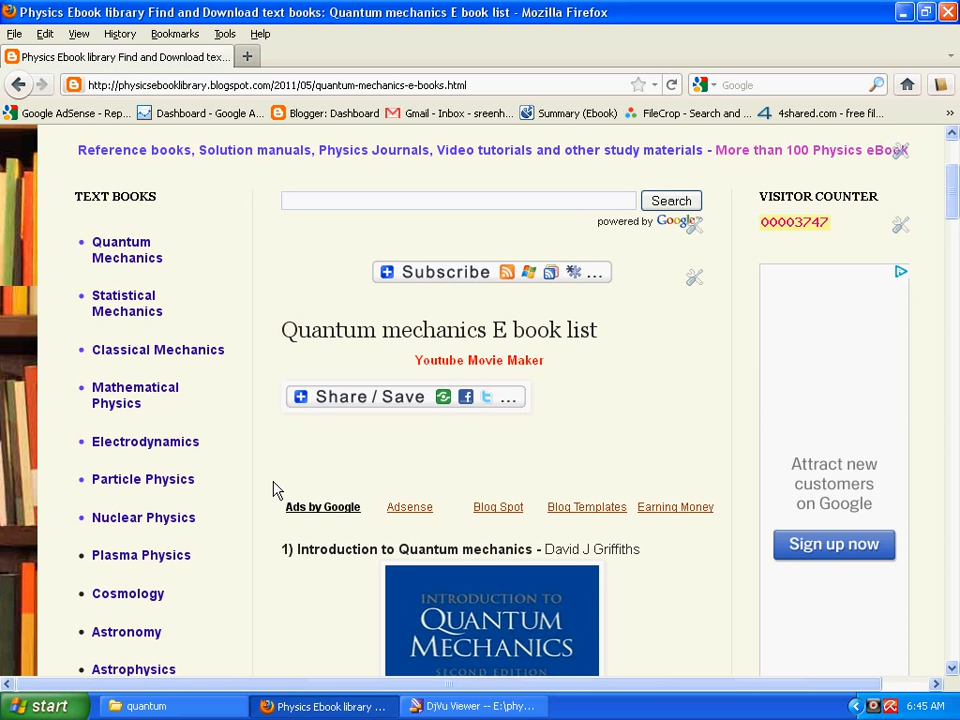 Physics Ebook library Find and Download text books: Quantum mechanics E book list - Mozilla Firefox
File Edit View History Bookmarks Tools Help
Physics Ebook library Find and Download tex...
http://physicsebooklibrary.blogspot.com/2011/05/quantum-mechanics-e-books.html
Google
Google AdSense - Rep... Dashboard - Google A... Blogger: Dashboard Gmail - Inbox - sreenh... Summary (Ebook) FileCrop - Search and ... 4shared.com - free fil...
Reference books, Solution manuals, Physics Journals, Video tutorials and other study materials - More than 100 Physics eBook
TEXT BOOKS
Quantum
Mechanics
Statistical
Mechanics
Classical Mechanics
Mathematical
Physics
Electrodynamics
Particle Physics
Nuclear Physics
Plasma Physics
Cosmology
Astronomy
Astrophysics
Search
powered by Google
Subscribe ...
Quantum mechanics E book list
Youtube Movie Maker
Share / Save ...
Ads by Google Adsense Blog Spot Blog Templates Earning Money
1) Introduction to Quantum mechanics - David J Griffiths
INTRODUCTION TO
QUANTUM
MECHANICS
SECOND EDITION
VISITOR COUNTER
00003747
Attract new
customers
on Google
Sign up now
start quantum Physics Ebook library ... DjVu Viewer -- E:\phy... 6:45 AM